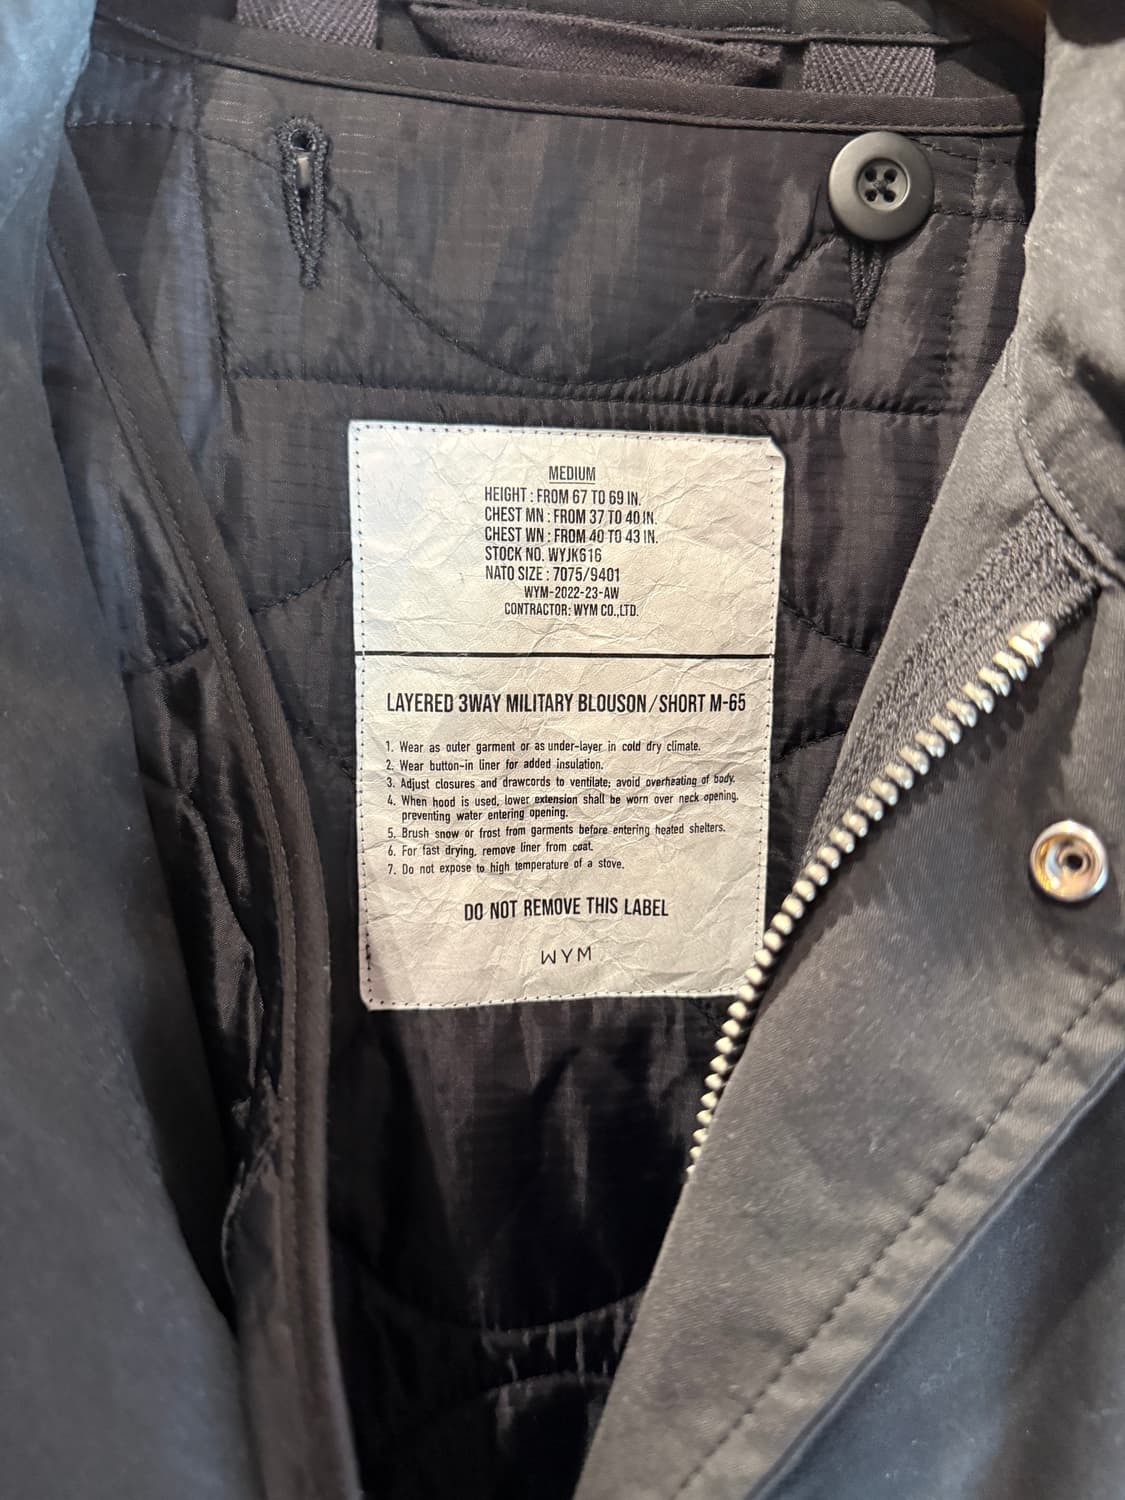 MEDIUM
HEIGHT : FROM 67 TO 69 IN.
CHEST MN : FROM 37 TO 40 IN.
CHEST WN : FROM 40 TO 43 IN.
STOCK NO. WYJK616
NATO SIZE : 7075/9401
WYM-2022-23-AW
CONTRACTOR: WYM CO.,LTD.
LAYERED 3WAY MILITARY BLOUSON / SHORT M-65
1. Wear as outer garment or as under-layer in cold dry climate.
2. Wear button-in liner for added insulation.
3. Adjust closures and drawcords to ventilate; avoid overheating of body.
4. When hood is used, lower extension shall be worn over neck opening,
preventing water entering opening.
5. Brush snow or frost from garments before entering heated shelters.
6. For fast drying, remove liner from coat.
7. Do not expose to high temperature of a stove.
DO NOT REMOVE THIS LABEL
WYM